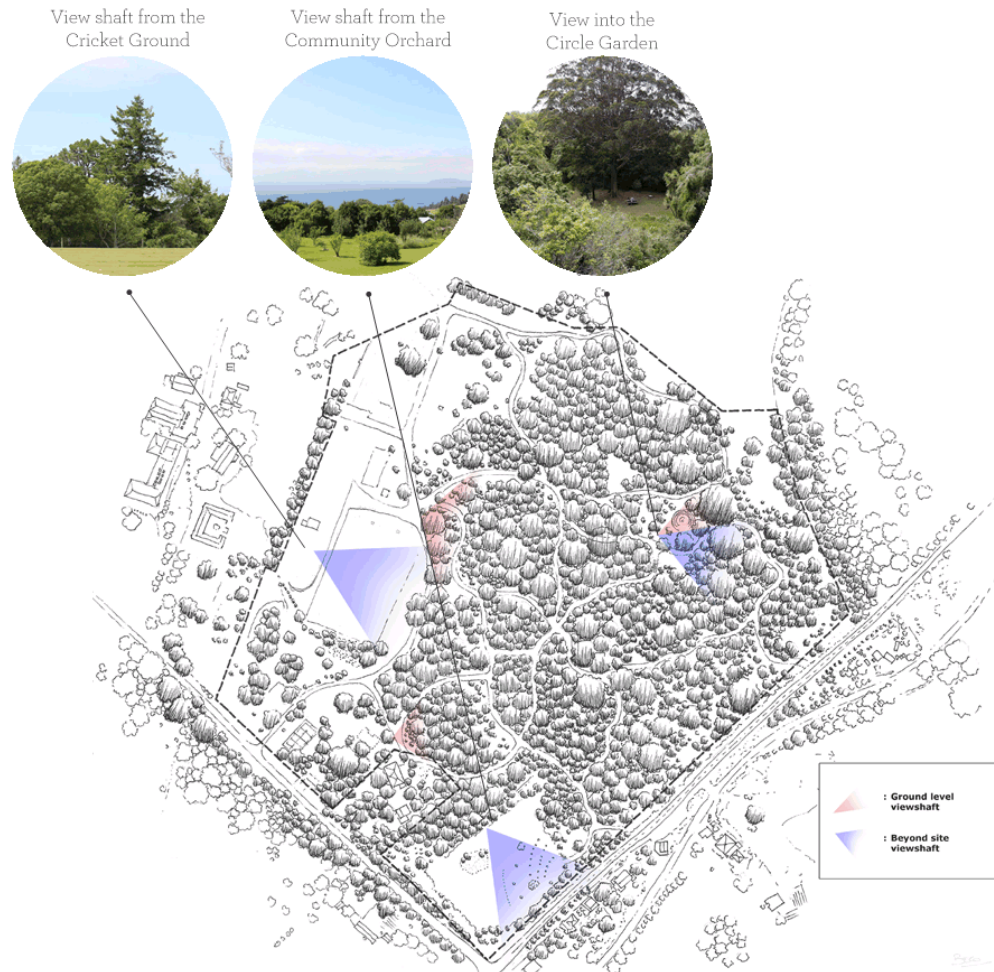 View shaft from the
Cricket Ground
View shaft from the
Community Orchard
View into the
Circle Garden
: Ground level
viewshaft
: Beyond site
viewshaft